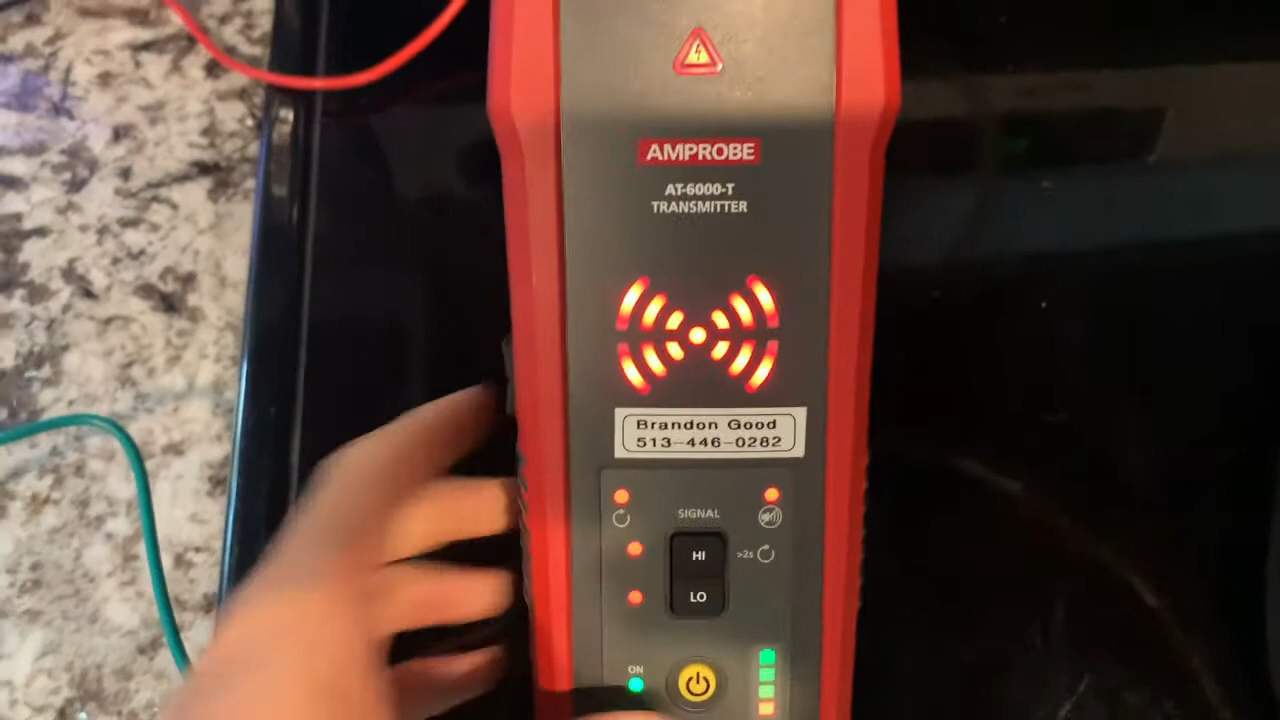 AMPROBE
AT-6000-T
TRANSMITTER
Brandon Good
513-446-0282
SIGNAL
HI
>2s
LO
ON